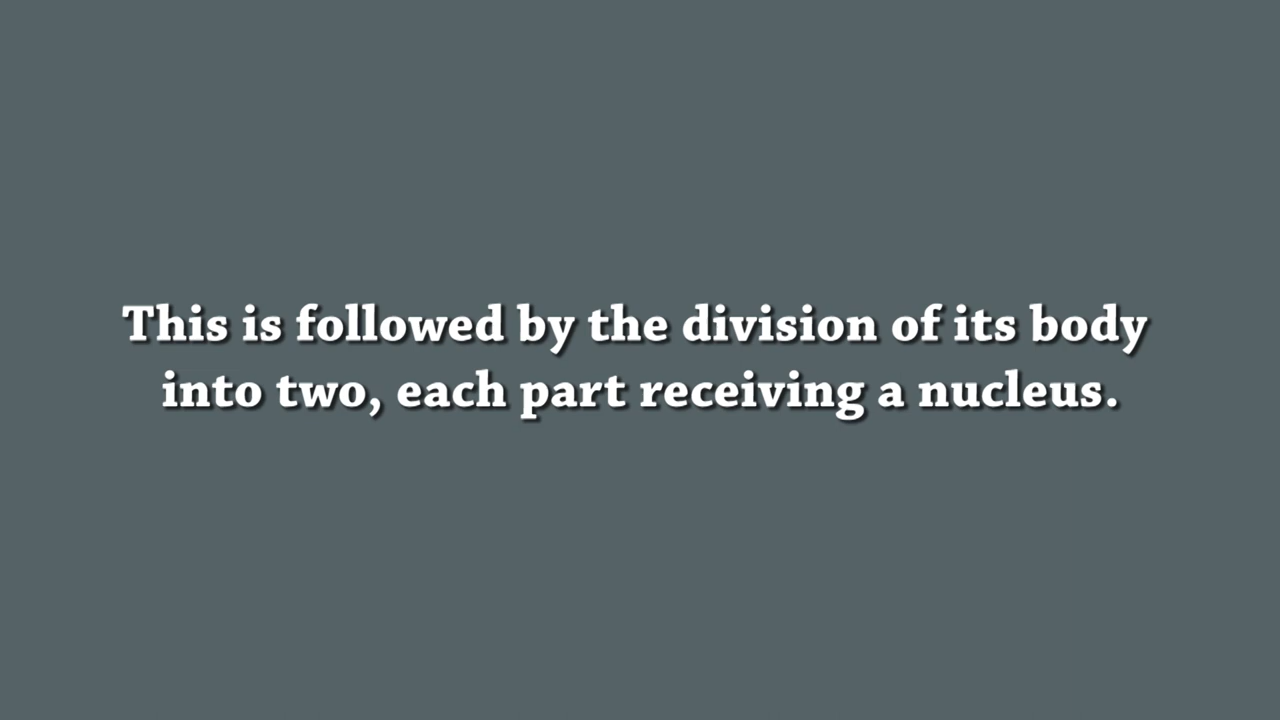 This is followed by the division of its body
into two, each part receiving a nucleus.